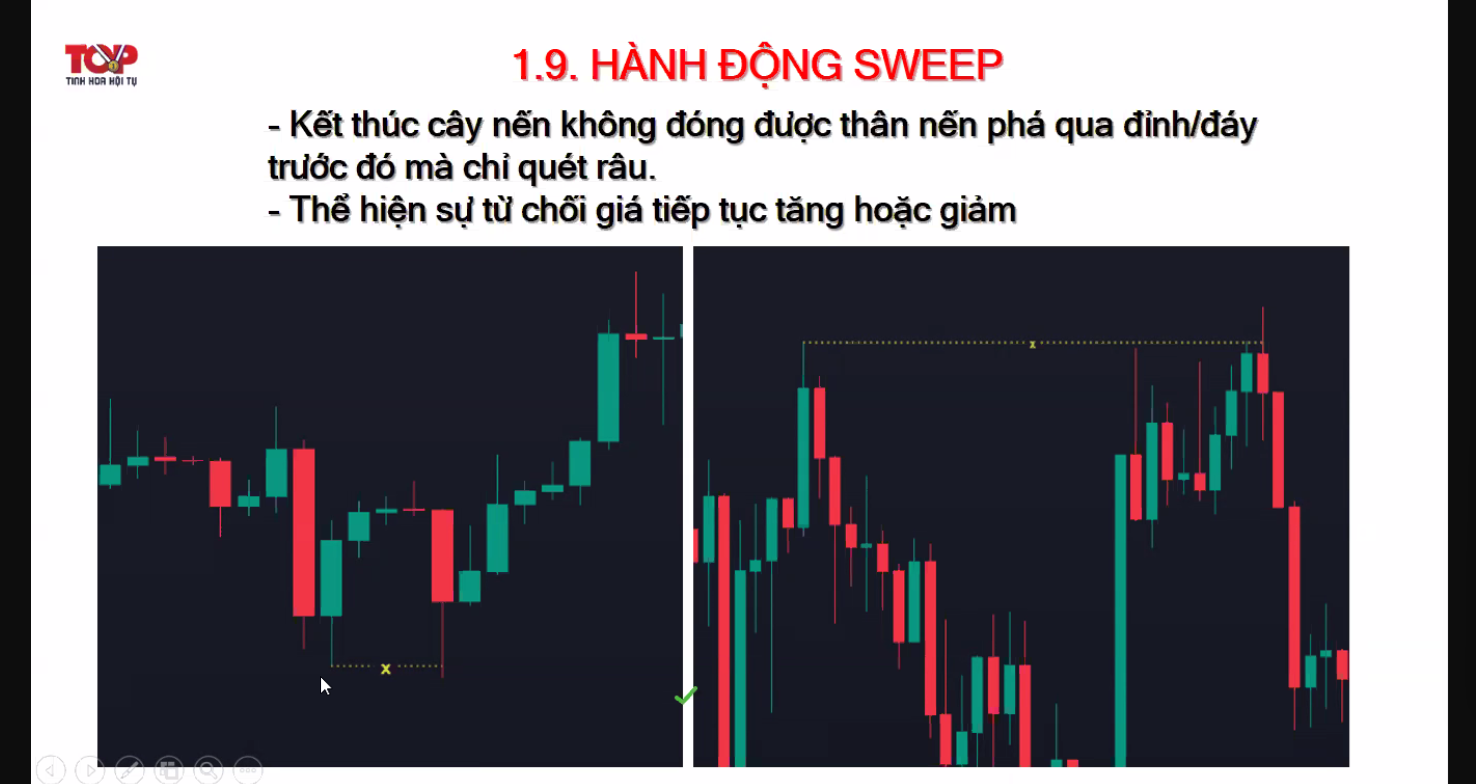 TOP
TINH HOA HỘI TỤ
1.9. HÀNH ĐỘNG SWEEP
- Kết thúc cây nến không đóng được thân nến phá qua đỉnh/đáy
trước đó mà chỉ quét râu.
- Thể hiện sự từ chối giá tiếp tục tăng hoặc giảm
x
x